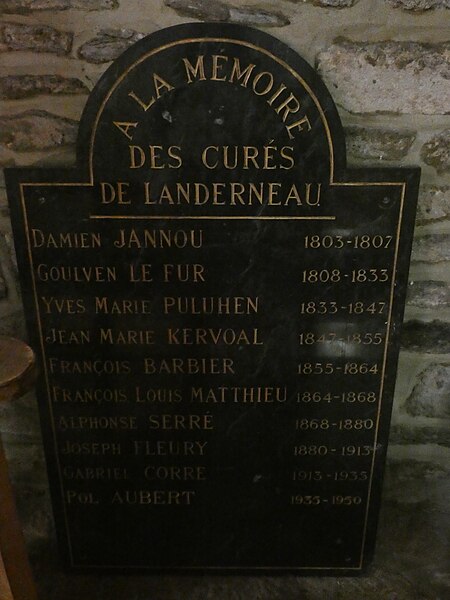 A LA MÉMOIRE
DES CURÉS
DE LANDERNEAU
DAMIEN JANNOU 1803-1807
GOULVEN LE FUR 1808-1833
YVES MARIE PULUHEN 1833-1847
JEAN MARIE KERVOAL 1847-1855
FRANÇOIS BARBIER 1855-1864
FRANÇOIS LOUIS MATTHIEU 1864-1868
ALPHONSE SERRÉ 1868-1880
JOSEPH FLEURY 1880-1913
GABRIEL CORRE 1913-1935
POL AUBERT 1935-1950